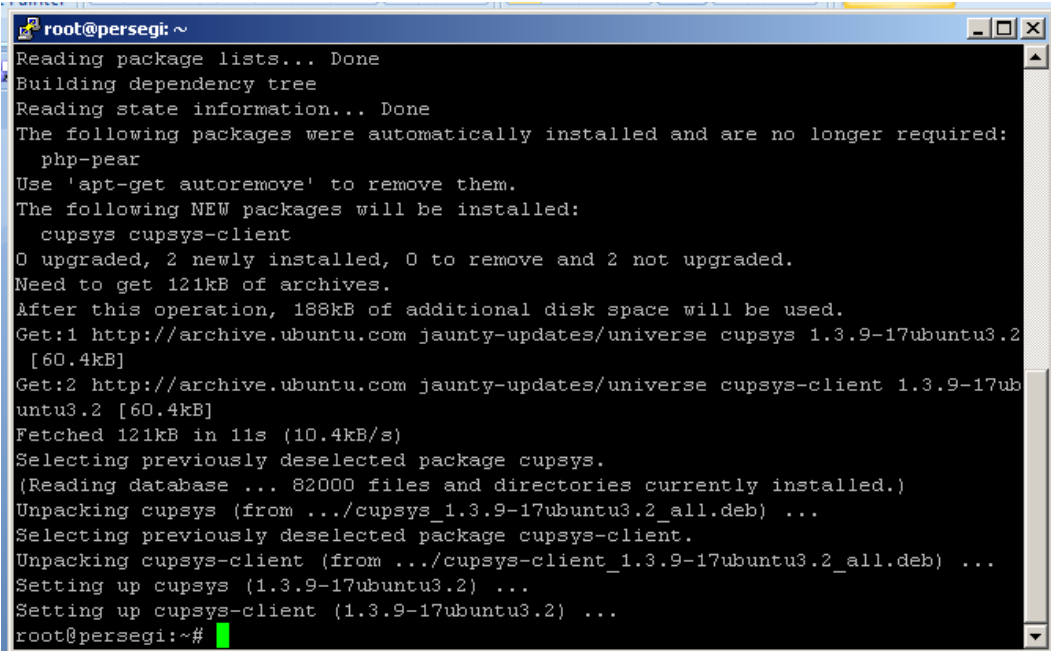 root@persegi: ~
Reading package lists... Done
Building dependency tree
Reading state information... Done
The following packages were automatically installed and are no longer required:
  php-pear
Use 'apt-get autoremove' to remove them.
The following NEW packages will be installed:
  cupsys cupsys-client
0 upgraded, 2 newly installed, 0 to remove and 2 not upgraded.
Need to get 121kB of archives.
After this operation, 188kB of additional disk space will be used.
Get:1 http://archive.ubuntu.com jaunty-updates/universe cupsys 1.3.9-17ubuntu3.2
 [60.4kB]
Get:2 http://archive.ubuntu.com jaunty-updates/universe cupsys-client 1.3.9-17ub
untu3.2 [60.4kB]
Fetched 121kB in 11s (10.4kB/s)
Selecting previously deselected package cupsys.
(Reading database ... 82000 files and directories currently installed.)
Unpacking cupsys (from .../cupsys_1.3.9-17ubuntu3.2_all.deb) ...
Selecting previously deselected package cupsys-client.
Unpacking cupsys-client (from .../cupsys-client_1.3.9-17ubuntu3.2_all.deb) ...
Setting up cupsys (1.3.9-17ubuntu3.2) ...
Setting up cupsys-client (1.3.9-17ubuntu3.2) ...
root@persegi:~#